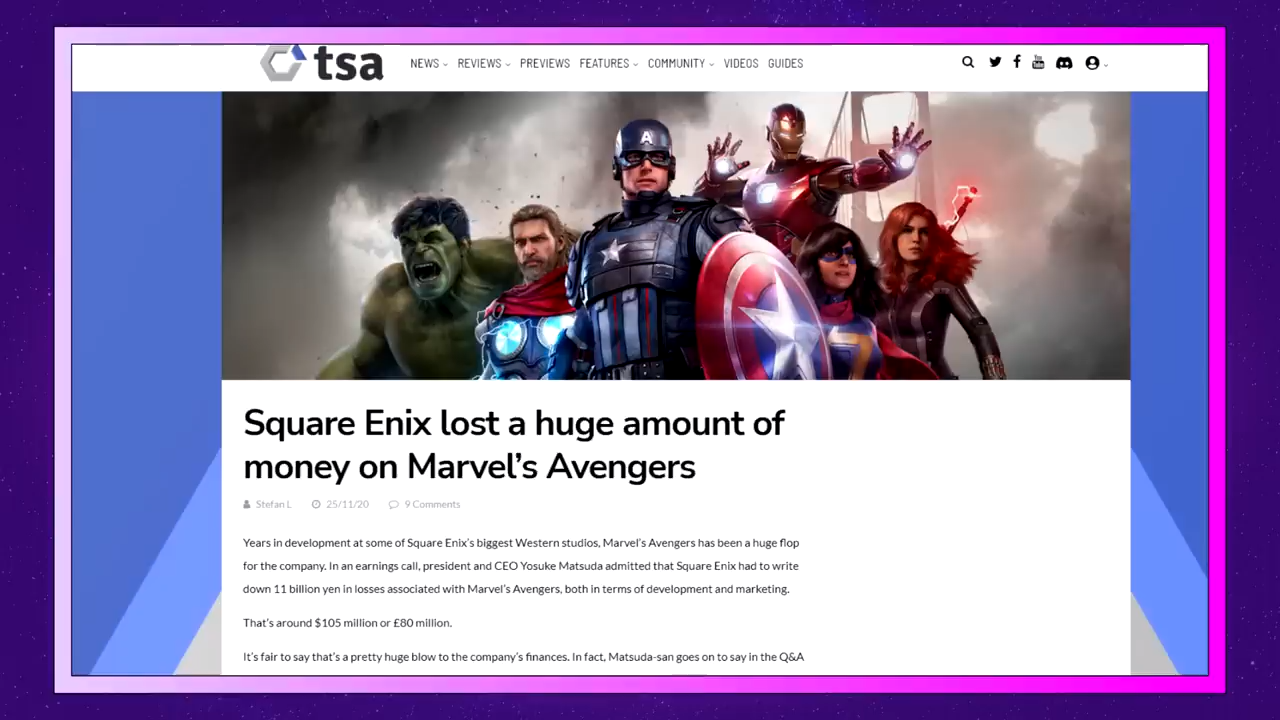 tsa
NEWS REVIEWS PREVIEWS FEATURES COMMUNITY VIDEOS GUIDES
You Tube
A
Square Enix lost a huge amount of
money on Marvel's Avengers
Stefan L 25/11/20 9 Comments
Years in development at some of Square Enix's biggest Western studios, Marvel's Avengers has been a huge flop
for the company. In an earnings call, president and CEO Yosuke Matsuda admitted that Square Enix had to write
down 11 billion yen in losses associated with Marvel's Avengers, both in terms of development and marketing.
That's around $105 million or £80 million.
It's fair to say that's a pretty huge blow to the company's finances. In fact, Matsuda-san goes on to say in the Q&A